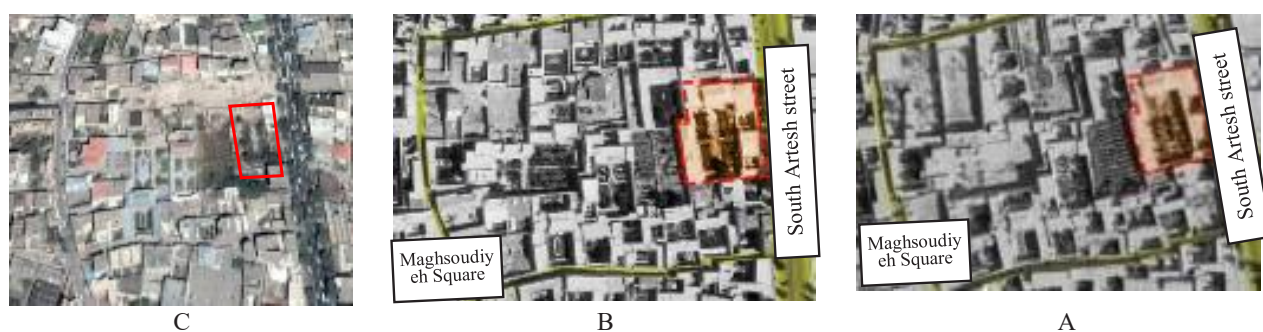 South Artesh street
Maghsoudiy
eh Square
South Artesh street
Maghsoudiy
eh Square
C
B
A